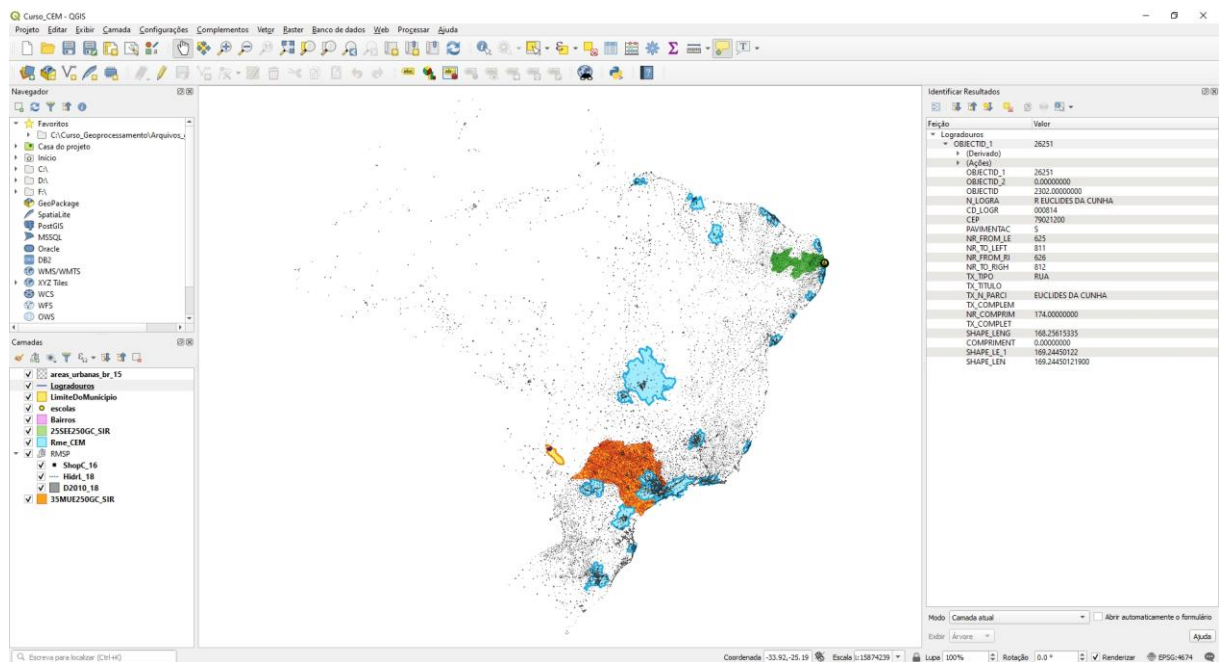 Curso_CEM - QGIS
Projeto Editar Exibir Camada Configurações Complementos Vetor Raster Banco de dados Web Processar Ajuda
Navegador
Favoritos
C:\Curso_Geoprocessamento\Arquivos_
Casa do projeto
Início
C:\
D:\
F:\
GeoPackage
SpatiaLite
PostGIS
MSSQL
Oracle
DB2
WMS/WMTS
XYZ Tiles
WCS
WFS
OWS
Camadas
areas_urbanas_br_15
Logradouros
LimiteDoMunicipio
escolas
Bairros
25SEE250GC_SIR
Rme_CEM
RMSP
ShopC_16
HidrL_18
D2010_18
35MUE250GC_SIR
Identificar Resultados
Feição Valor
Logradouros
OBJECTID_1 26251
(Derivado)
(Ações)
OBJECTID_1 26251
OBJECTID_2 0.00000000
OBJECTID 2302.00000000
N_LOGRA R EUCLIDES DA CUNHA
CD_LOGR 000814
CEP 79021200
PAVIMENTAC S
NR_FROM_LE 625
NR_TO_LEFT 811
NR_FROM_RI 626
NR_TO_RIGH 812
TX_TIPO RUA
TX_TITULO
TX_N_PARCI EUCLIDES DA CUNHA
TX_COMPLEM
NR_COMPRIM 174.00000000
TX_COMPLET
SHAPE_LENG 168.25615335
COMPRIMENT 0.00000000
SHAPE_LE_1 169.24450122
SHAPE_LEN 169.24450121900
Modo Camada atual Abrir automaticamente o formulário
Exibir Árvore Ajuda
Escreva para localizar (Ctrl+K) Coordenada -33.92,-25.19 Escala 1:15874239 Lupa 100% Rotação 0.0 ° Renderizar EPSG:4674